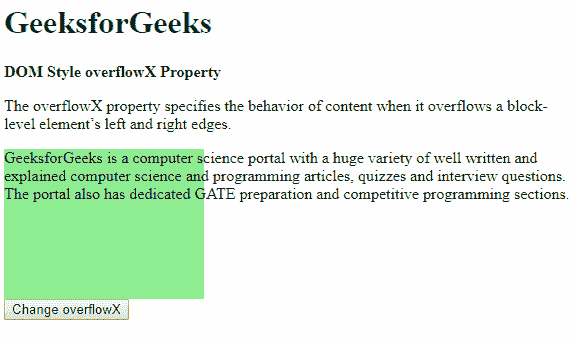 GeeksforGeeks
DOM Style overflowX Property
The overflowX property specifies the behavior of content when it overflows a block-
level element’s left and right edges.
GeeksforGeeks is a computer science portal with a huge variety of well written and
explained computer science and programming articles, quizzes and interview questions.
The portal also has dedicated GATE preparation and competitive programming sections.
Change overflowX